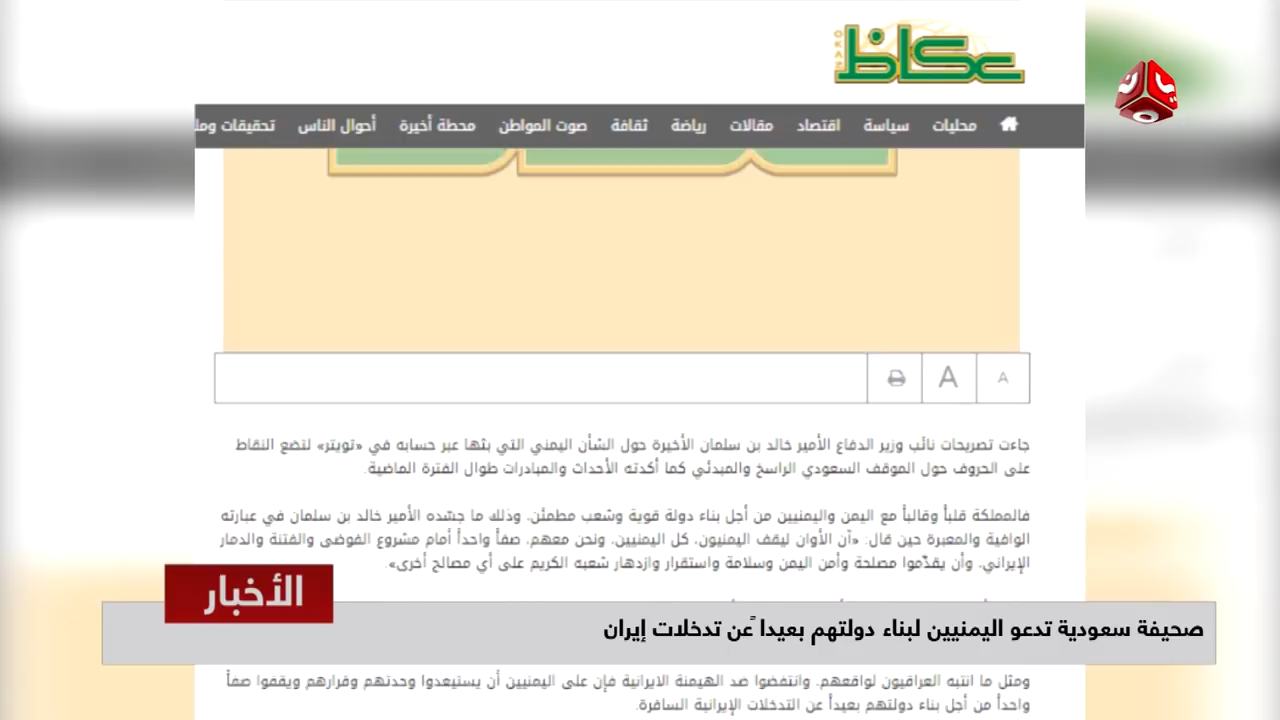 عكاظ
OKAZ
محليات سياسة اقتصاد مقالات رياضة ثقافة صوت المواطن محطة أخيرة أحوال الناس تحقيقات وملـ
A A
جاءت تصريحات نائب وزير الدفاع الأمير خالد بن سلمان الأخيرة حول الشأن اليمني التي بثها عبر حسابه في «تويتر» لتضع النقاط
على الحروف حول الموقف السعودي الراسخ والمبدئي كما أكدته الأحداث والمبادرات طوال الفترة الماضية.
فالمملكة قلباً وقالباً مع اليمن واليمنيين من أجل بناء دولة قوية وشعب مطمئن، وذلك ما جسّده الأمير خالد بن سلمان في عبارته
الوافية والمعبرة حين قال: «آن الأوان ليقف اليمنيون، كل اليمنيين، ونحن معهم، صفاً واحداً أمام مشروع الفوضى والفتنة والدمار
الإيراني، وأن يقدّموا مصلحة وأمن اليمن وسلامة واستقرار وازدهار شعبه الكريم على أي مصالح أخرى».
الأخبار
صحيفة سعودية تدعو اليمنيين لبناء دولتهم بعيدا ًعن تدخلات إيران
ومثل ما انتبه العراقيون لواقعهم، وانتفضوا ضد الهيمنة الايرانية فإن على اليمنيين أن يستيعدوا وحدتهم وقرارهم ويقفوا صفاً
واحداً من أجل بناء دولتهم بعيداً عن التدخلات الإيرانية السافرة.